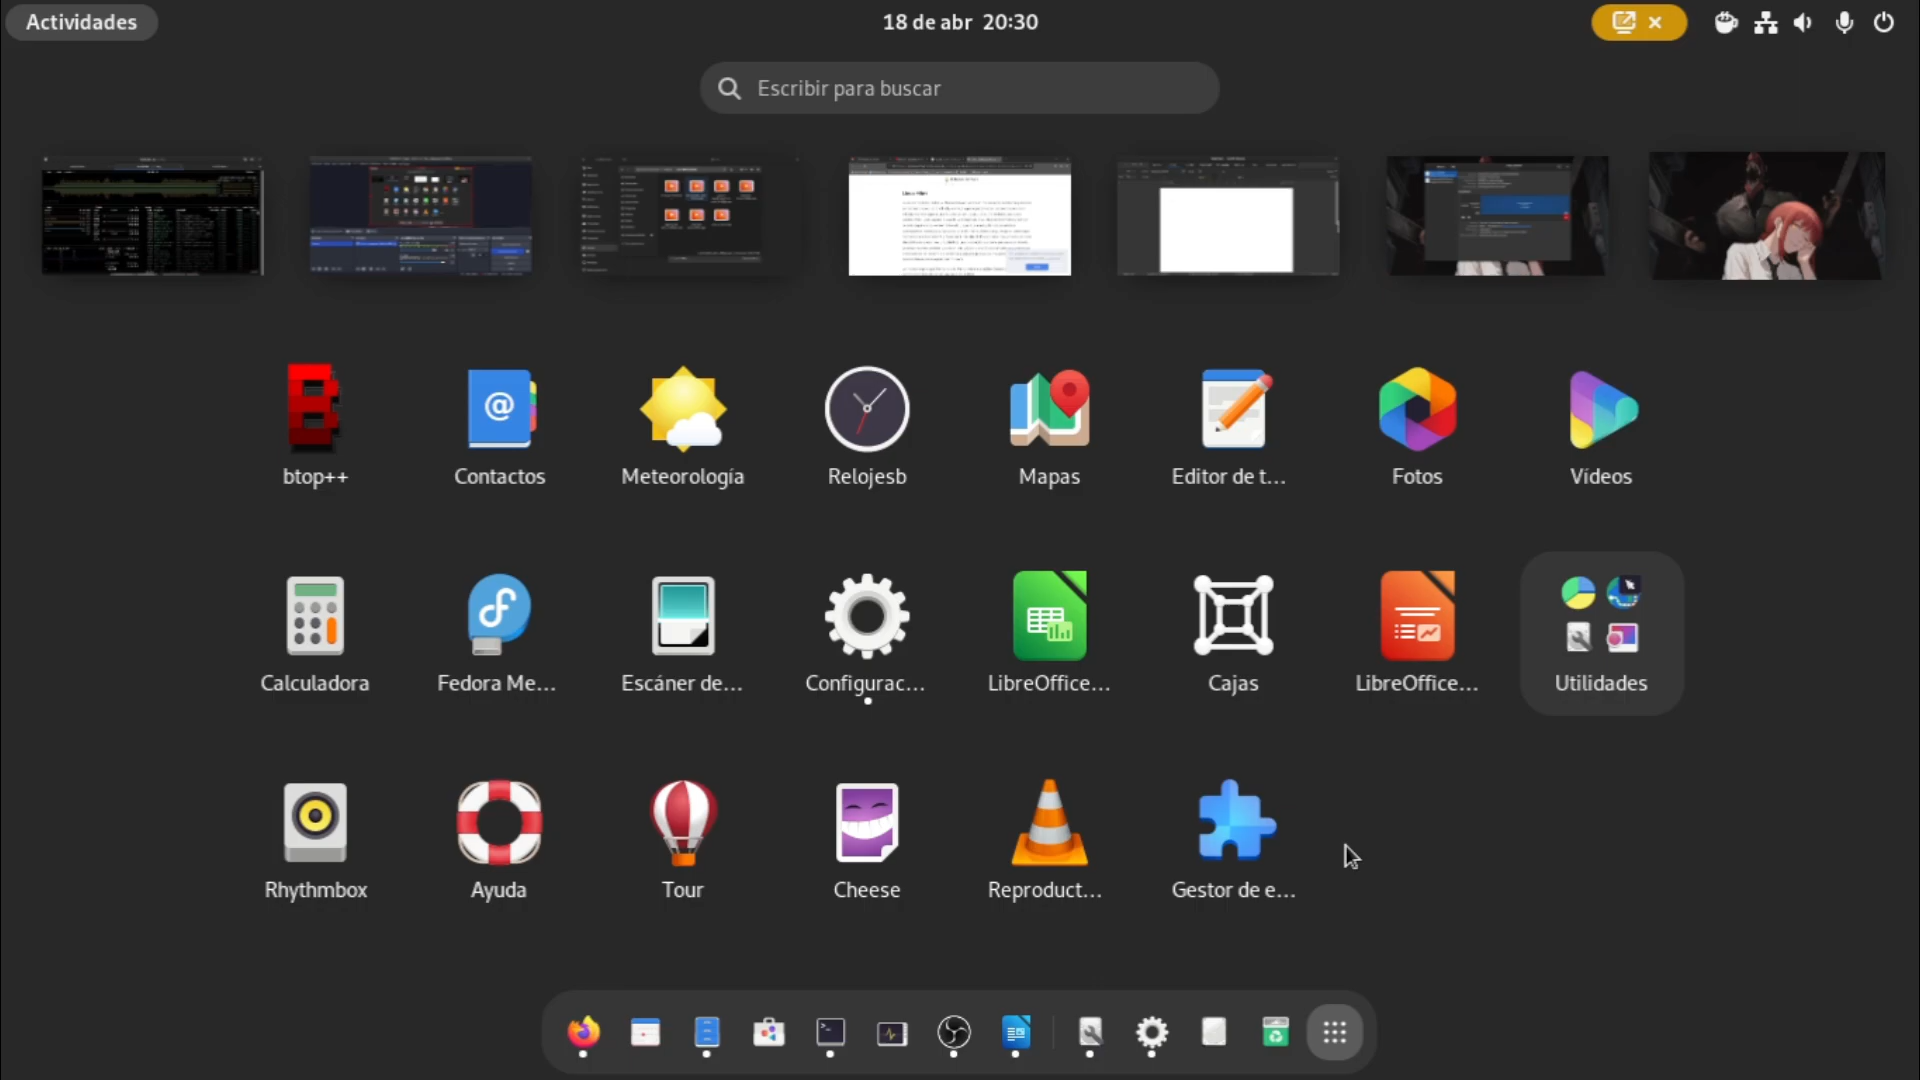 Actividades
18 de abr 20:30
Escribir para buscar
btop++
Contactos
Meteorología
Relojesb
Mapas
Editor de t...
Fotos
Vídeos
Calculadora
Fedora Me...
Escáner de...
Configurac...
LibreOffice...
Cajas
LibreOffice...
Utilidades
Rhythmbox
Ayuda
Tour
Cheese
Reproduct...
Gestor de e...